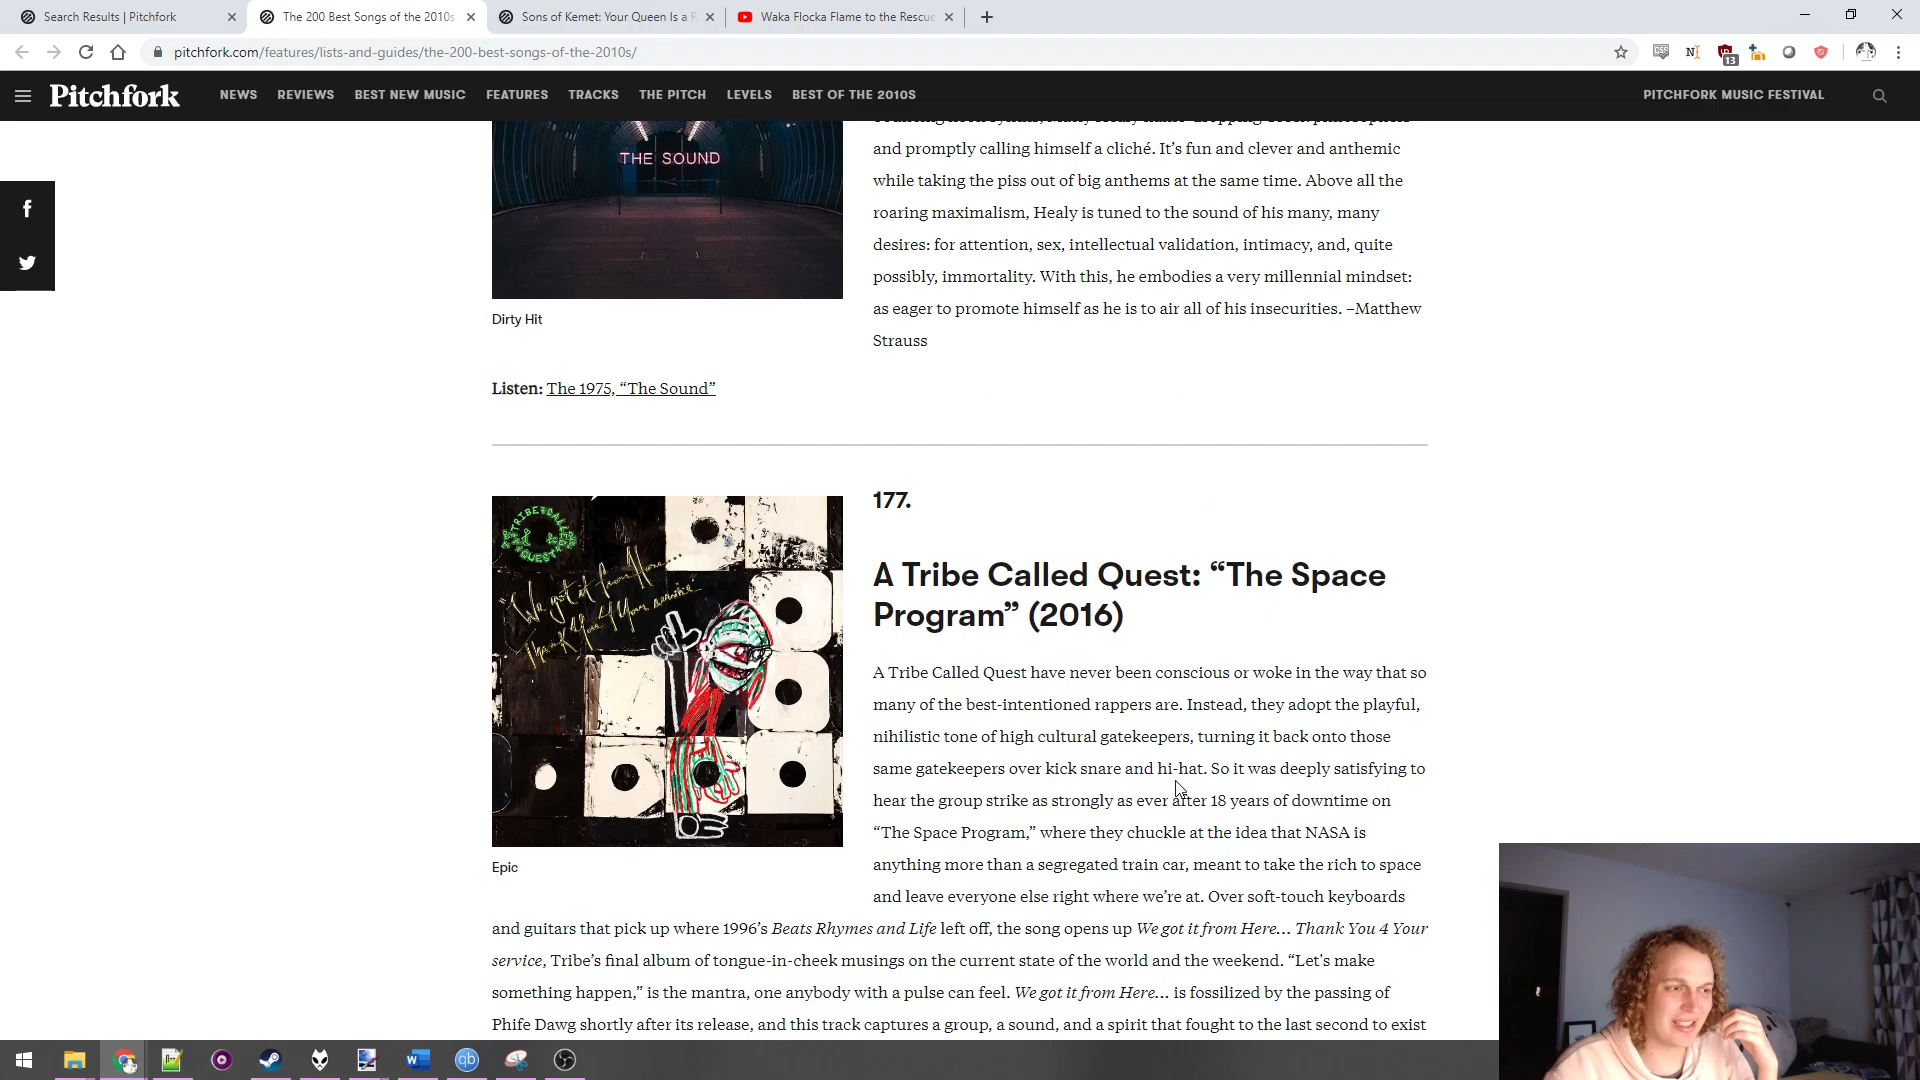 Search Results | Pitchfork
The 200 Best Songs of the 2010s
Sons of Kemet: Your Queen Is a R
Waka Flocka Flame to the Rescue
pitchfork.com/features/lists-and-guides/the-200-best-songs-of-the-2010s/
13
Pitchfork
NEWS REVIEWS BEST NEW MUSIC FEATURES TRACKS THE PITCH LEVELS BEST OF THE 2010S PITCHFORK MUSIC FESTIVAL
THE SOUND
and promptly calling himself a cliché. It’s fun and clever and anthemic
while taking the piss out of big anthems at the same time. Above all the
roaring maximalism, Healy is tuned to the sound of his many, many
desires: for attention, sex, intellectual validation, intimacy, and, quite
possibly, immortality. With this, he embodies a very millennial mindset:
as eager to promote himself as he is to air all of his insecurities. –Matthew
Strauss
Dirty Hit
Listen: The 1975, “The Sound”
177.
A Tribe Called Quest: “The Space
Program” (2016)
A Tribe Called Quest have never been conscious or woke in the way that so
many of the best-intentioned rappers are. Instead, they adopt the playful,
nihilistic tone of high cultural gatekeepers, turning it back onto those
same gatekeepers over kick snare and hi-hat. So it was deeply satisfying to
hear the group strike as strongly as ever after 18 years of downtime on
“The Space Program,” where they chuckle at the idea that NASA is
anything more than a segregated train car, meant to take the rich to space
and leave everyone else right where we’re at. Over soft-touch keyboards
and guitars that pick up where 1996’s Beats Rhymes and Life left off, the song opens up We got it from Here… Thank You 4 Your
service, Tribe’s final album of tongue-in-cheek musings on the current state of the world and the weekend. “Let's make
something happen,” is the mantra, one anybody with a pulse can feel. We got it from Here… is fossilized by the passing of
Phife Dawg shortly after its release, and this track captures a group, a sound, and a spirit that fought to the last second to exist
Epic